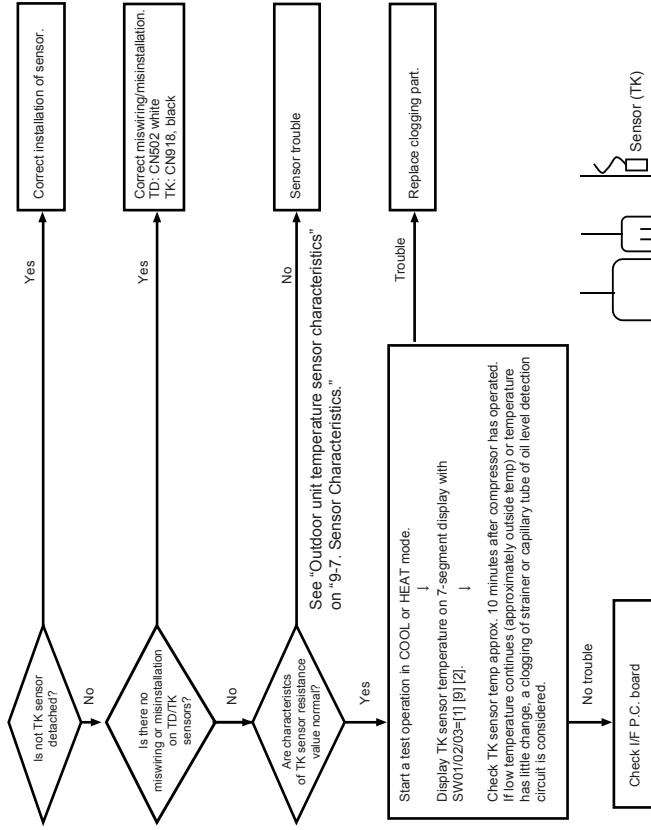 Is not TK sensor
detached?
Yes
Correct installation of sensor.
No
Is there no
miswiring or misinstallation
on TD/TK
sensors?
Yes
Correct miswiring/misinstallation.
TD: CN502 white
TK: CN918, black
No
Are characteristcs
of TK sensor resistance
value normal?
No
Sensor trouble
See “Outdoor unit temperature sensor characteristics”
on “9-7. Sensor Characteristics.”
Yes
Start a test operation in COOL or HEAT mode.
↓
Display TK sensor temperature on 7-segment display with
SW01/02/03=[1] [9] [2].
↓
Check TK sensor temp approx. 10 minutes after compressor has operated.
If low temperature continues (approximately outside temp) or temperature
has little change, a clogging of strainer or capillary tube of oil level detection
circuit is considered.
Trouble
Replace clogging part.
No trouble
Check I/F P.C. board
Sensor (TK)